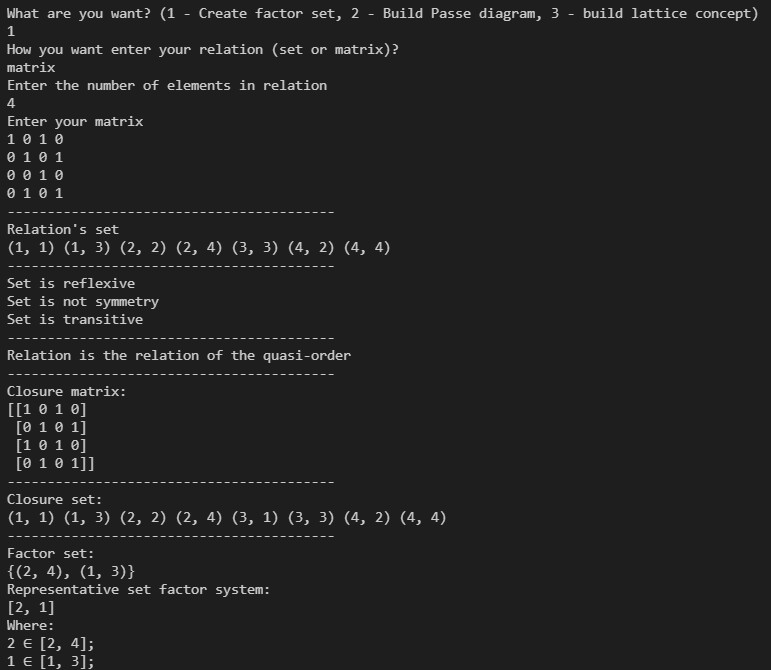 What are you want? (1 - Create factor set, 2 - Build Passe diagram, 3 - build lattice concept)
1
How you want enter your relation (set or matrix)?
matrix
Enter the number of elements in relation
4
Enter your matrix
1 0 1 0
0 1 0 1
0 0 1 0
0 1 0 1
-----------------------------------------
Relation's set
(1, 1) (1, 3) (2, 2) (2, 4) (3, 3) (4, 2) (4, 4)
-----------------------------------------
Set is reflexive
Set is not symmetry
Set is transitive
-----------------------------------------
Relation is the relation of the quasi-order
-----------------------------------------
Closure matrix:
[[1 0 1 0]
 [0 1 0 1]
 [1 0 1 0]
 [0 1 0 1]]
-----------------------------------------
Closure set:
(1, 1) (1, 3) (2, 2) (2, 4) (3, 1) (3, 3) (4, 2) (4, 4)
-----------------------------------------
Factor set:
{(2, 4), (1, 3)}
Representative set factor system:
[2, 1]
Where:
2 ∈ [2, 4];
1 ∈ [1, 3];